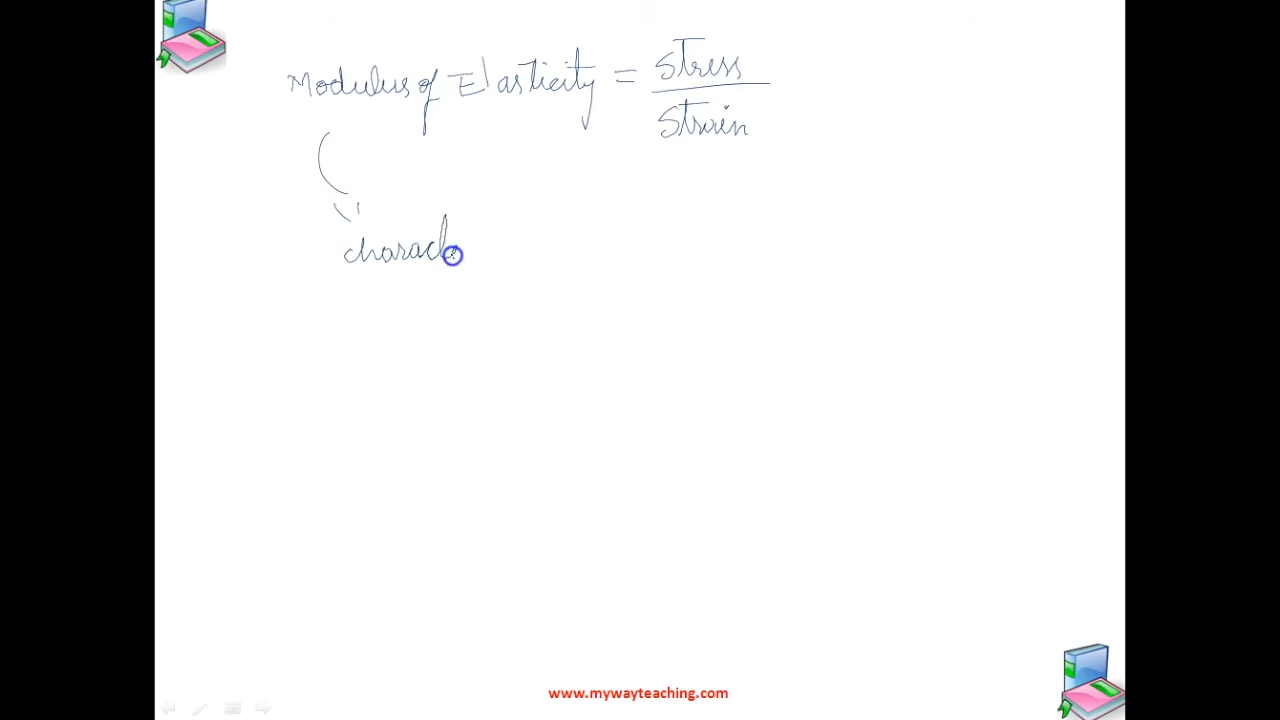 Modulus of Elasticity = Stress / Strain
charact
www.mywayteaching.com